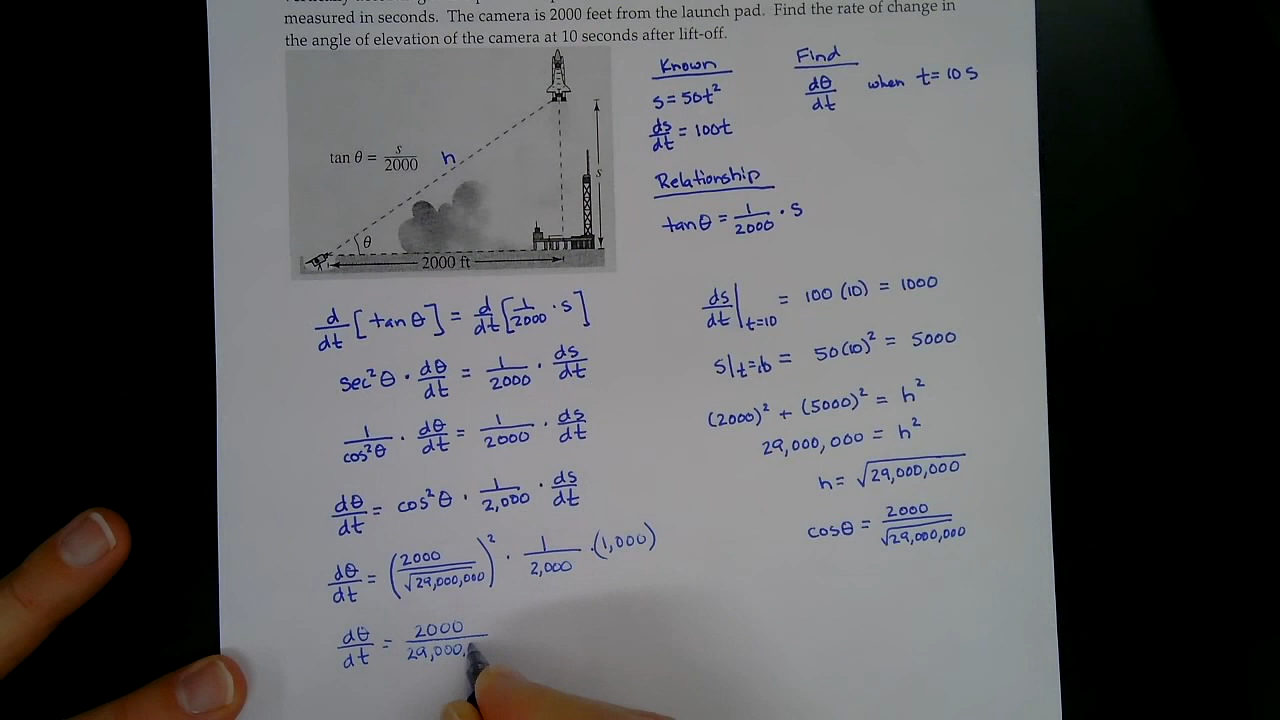 measured in seconds. The camera is 2000 feet from the launch pad. Find the rate of change in
the angle of elevation of the camera at 10 seconds after lift-off.
tan θ = s/2000
h
s
θ
2000 ft
Known
s = 50t²
ds/dt = 100t
Find
dθ/dt when t = 10 s
Relationship
tanθ = 1/2000 · s
d/dt [tan θ] = d/dt [1/2000 · s]
sec²θ · dθ/dt = 1/2000 · ds/dt
1/cos²θ · dθ/dt = 1/2000 · ds/dt
dθ/dt = cos²θ · 1/2,000 · ds/dt
dθ/dt = (2000/√29,000,000)² · 1/2,000 · (1,000)
dθ/dt = 2000/29,000,
ds/dt|t=10 = 100(10) = 1000
s|t=10 = 50(10)² = 5000
(2000)² + (5000)² = h²
29,000,000 = h²
h = √29,000,000
cosθ = 2000/√29,000,000